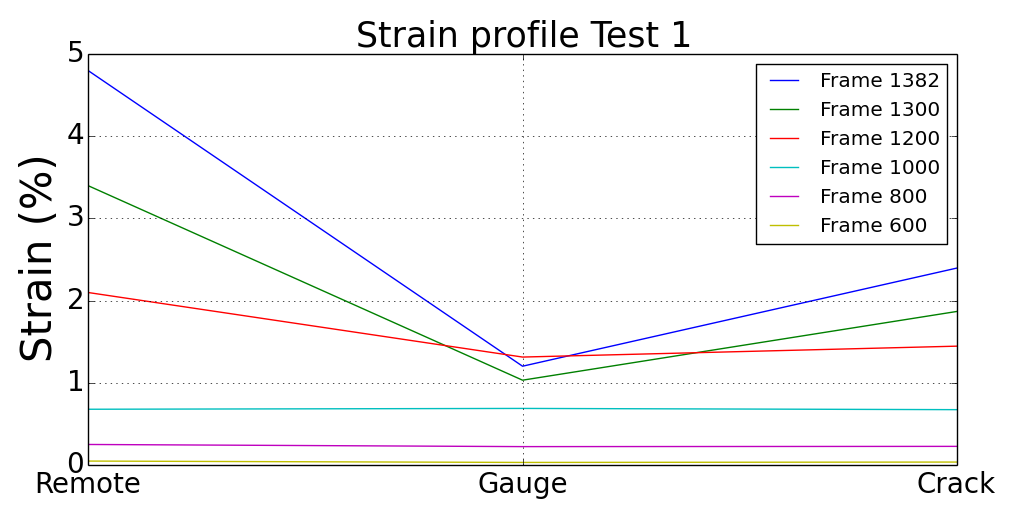 Strain profile Test 1
Strain (%)
5
4
3
2
1
0
Remote
Gauge
Crack
Frame 1382
Frame 1300
Frame 1200
Frame 1000
Frame 800
Frame 600